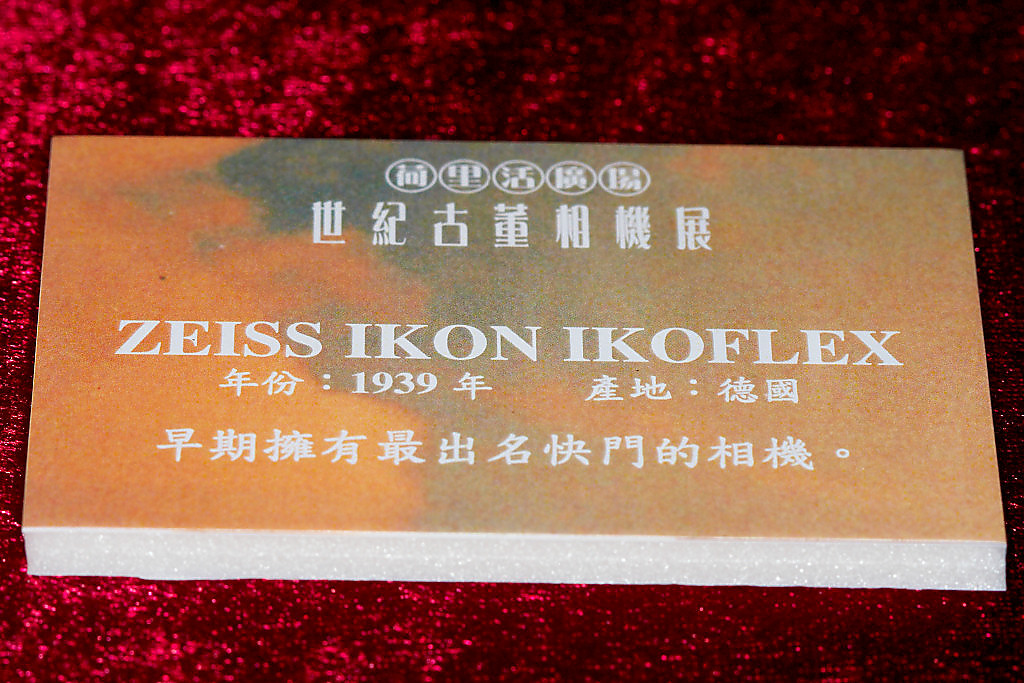 荷里活廣場
世紀古董相機展
ZEISS IKON IKOFLEX
年份：1939 年 產地：德國
早期擁有最出名快門的相機。